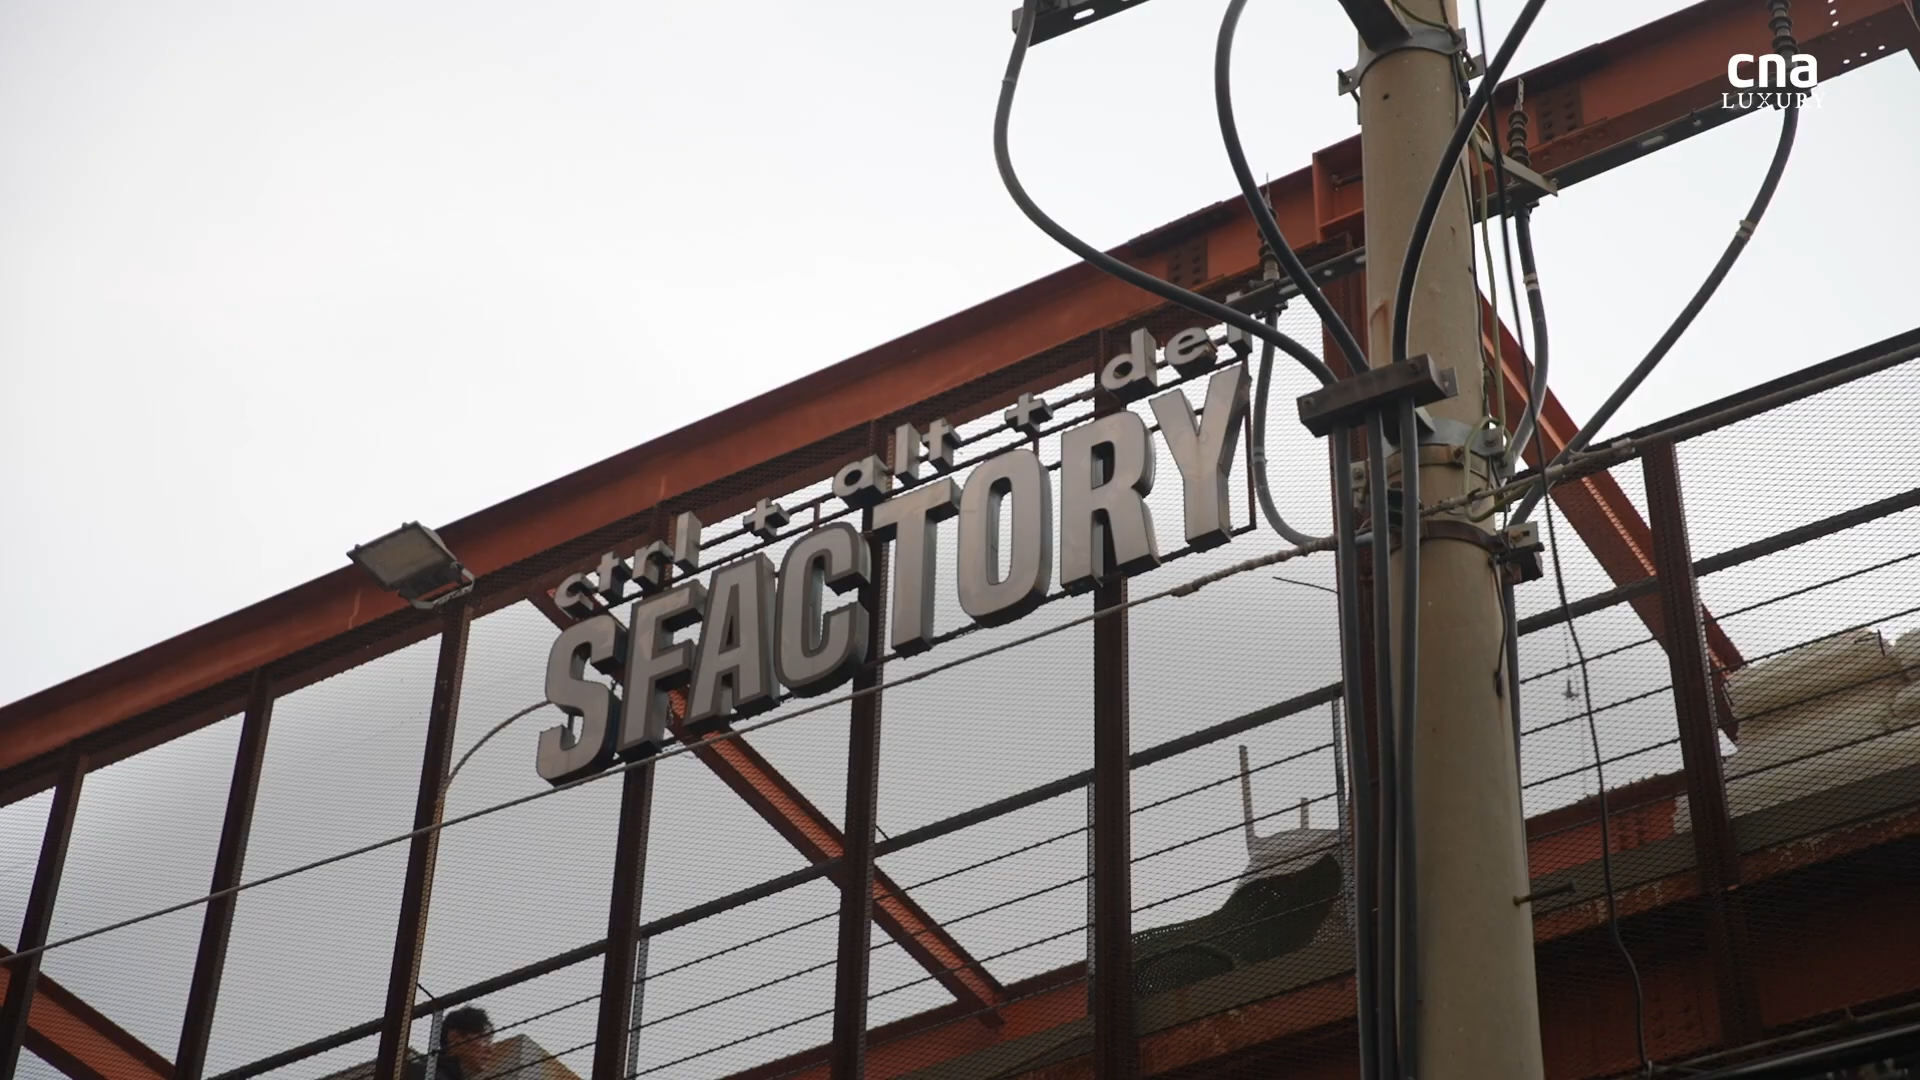 cna
LUXURY
ctrl + alt + del
SFACTORY